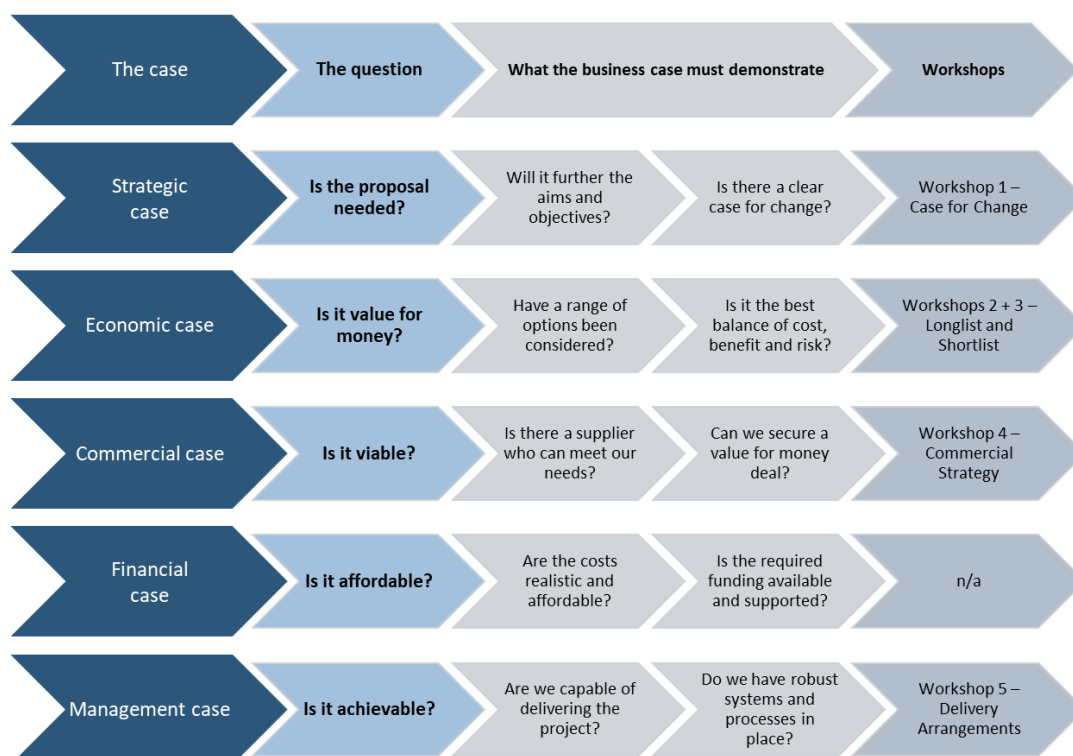 The case
The question
What the business case must demonstrate
Workshops
Strategic
case
Is the proposal
needed?
Will it further the
aims and
objectives?
Is there a clear
case for change?
Workshop 1 –
Case for Change
Economic case
Is it value for
money?
Have a range of
options been
considered?
Is it the best
balance of cost,
benefit and risk?
Workshops 2 + 3 –
Longlist and
Shortlist
Commercial case
Is it viable?
Is there a supplier
who can meet our
needs?
Can we secure a
value for money
deal?
Workshop 4 –
Commercial
Strategy
Financial
case
Is it affordable?
Are the costs
realistic and
affordable?
Is the required
funding available
and supported?
n/a
Management case
Is it achievable?
Are we capable of
delivering the
project?
Do we have robust
systems and
processes in
place?
Workshop 5 –
Delivery
Arrangements